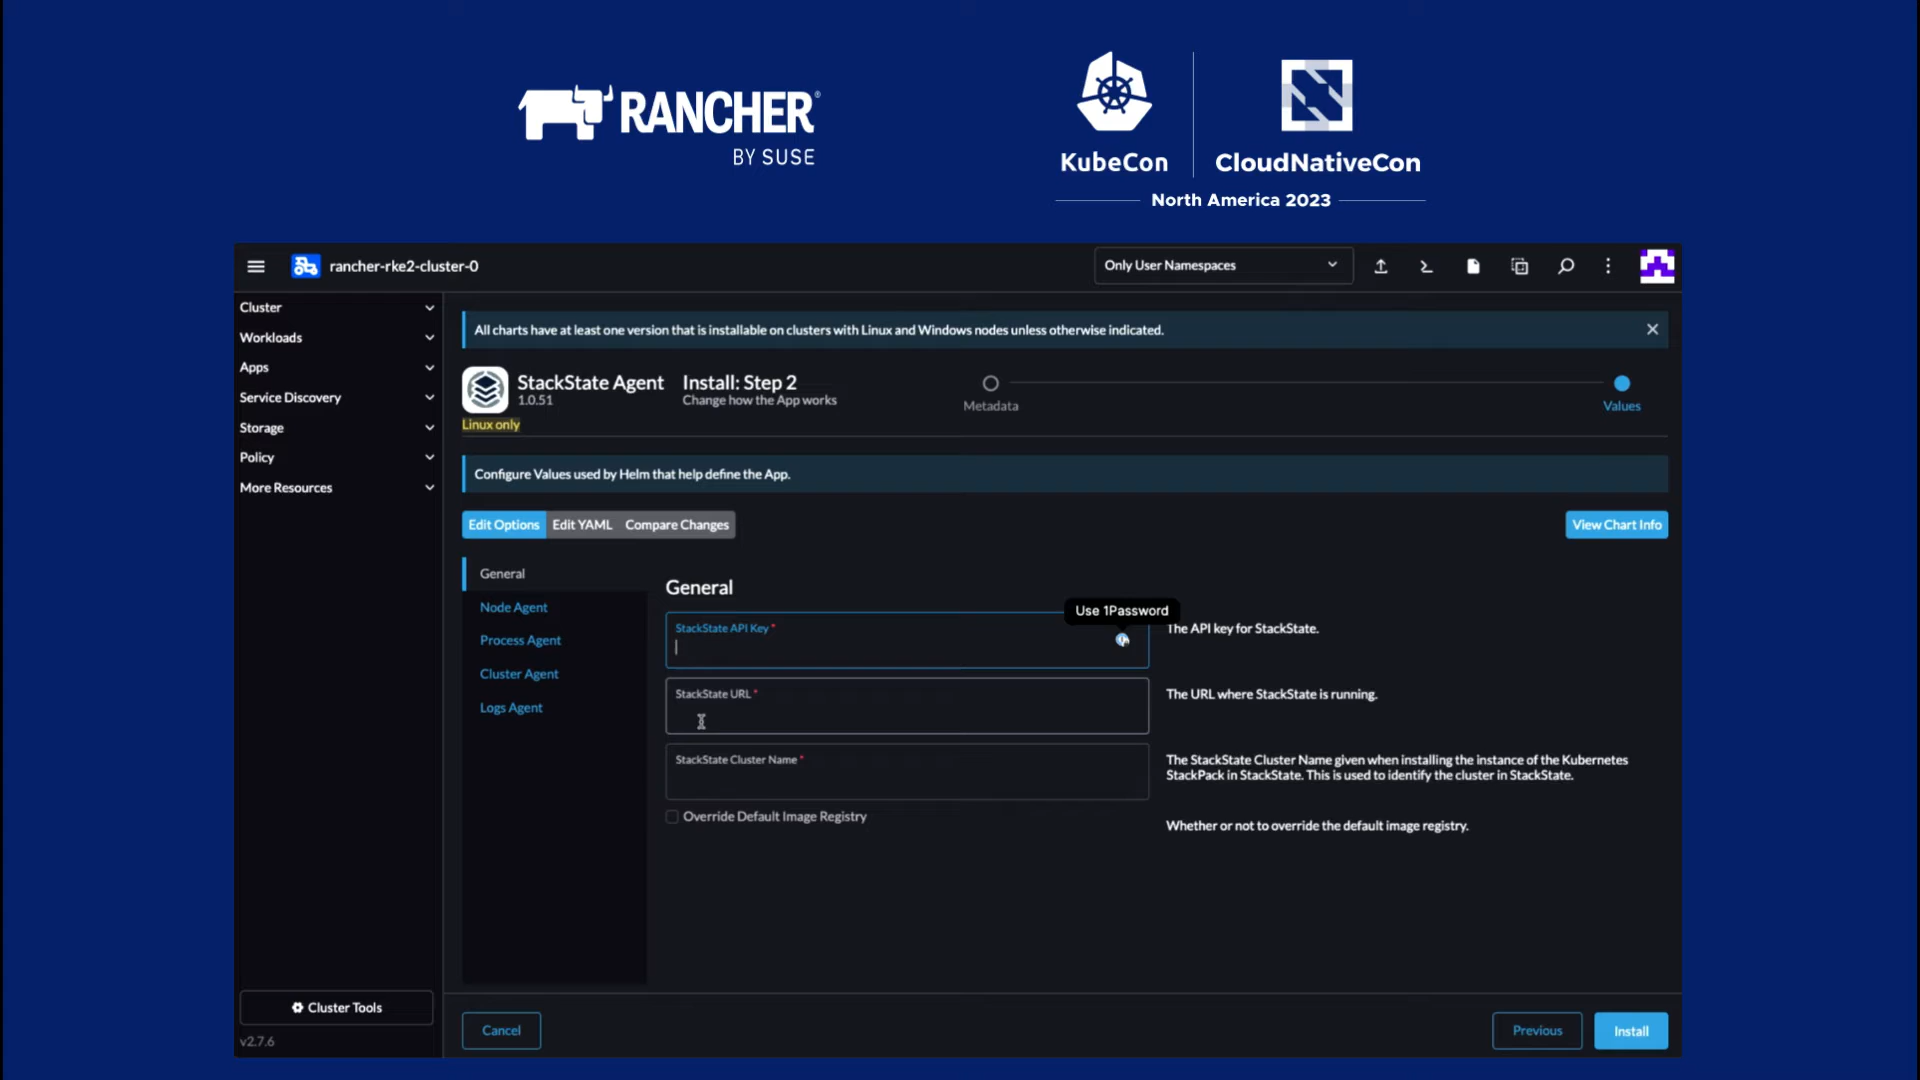 RANCHER®
BY SUSE
KubeCon
CloudNativeCon
North America 2023
rancher-rke2-cluster-0
Only User Namespaces
Cluster
Workloads
Apps
Service Discovery
Storage
Policy
More Resources
Cluster Tools
v2.7.6
All charts have at least one version that is installable on clusters with Linux and Windows nodes unless otherwise indicated.
StackState Agent
1.0.51
Linux only
Install: Step 2
Change how the App works
Metadata
Values
Configure Values used by Helm that help define the App.
Edit Options
Edit YAML
Compare Changes
View Chart Info
General
Node Agent
Process Agent
Cluster Agent
Logs Agent
General
Use 1Password
StackState API Key *
The API key for StackState.
StackState URL *
The URL where StackState is running.
StackState Cluster Name *
The StackState Cluster Name given when installing the instance of the Kubernetes
StackPack in StackState. This is used to identify the cluster in StackState.
Override Default Image Registry
Whether or not to override the default image registry.
Cancel
Previous
Install